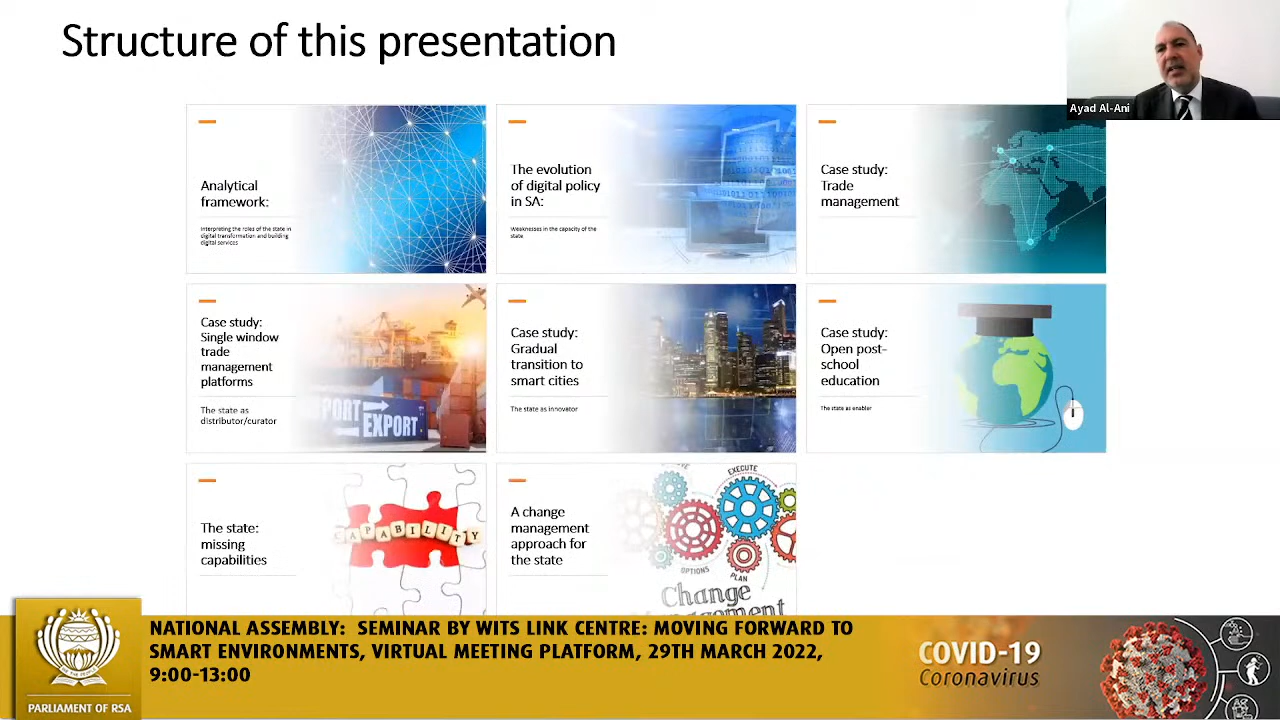 Structure of this presentation
Ayad Al-Ani
Analytical
framework:
Interpreting the roles of the state in
digital transformation and building
digital services
The evolution
of digital policy
in SA:
Weaknesses in the capacity of the
state
Case study:
Trade
management
Case study:
Single window
trade
management
platforms
The state as
distributor/curator
EXPORT
Case study:
Gradual
transition to
smart cities
The state as innovator
Case study:
Open post-
school
education
The state as enabler
The state:
missing
capabilities
CAPABILITY
A change
management
approach for
the state
EXECUTE
OPTIONS
PLAN
Change
Management
NATIONAL ASSEMBLY: SEMINAR BY WITS LINK CENTRE: MOVING FORWARD TO
SMART ENVIRONMENTS, VIRTUAL MEETING PLATFORM, 29TH MARCH 2022,
9:00-13:00
PARLIAMENT OF RSA
COVID-19
Coronavirus